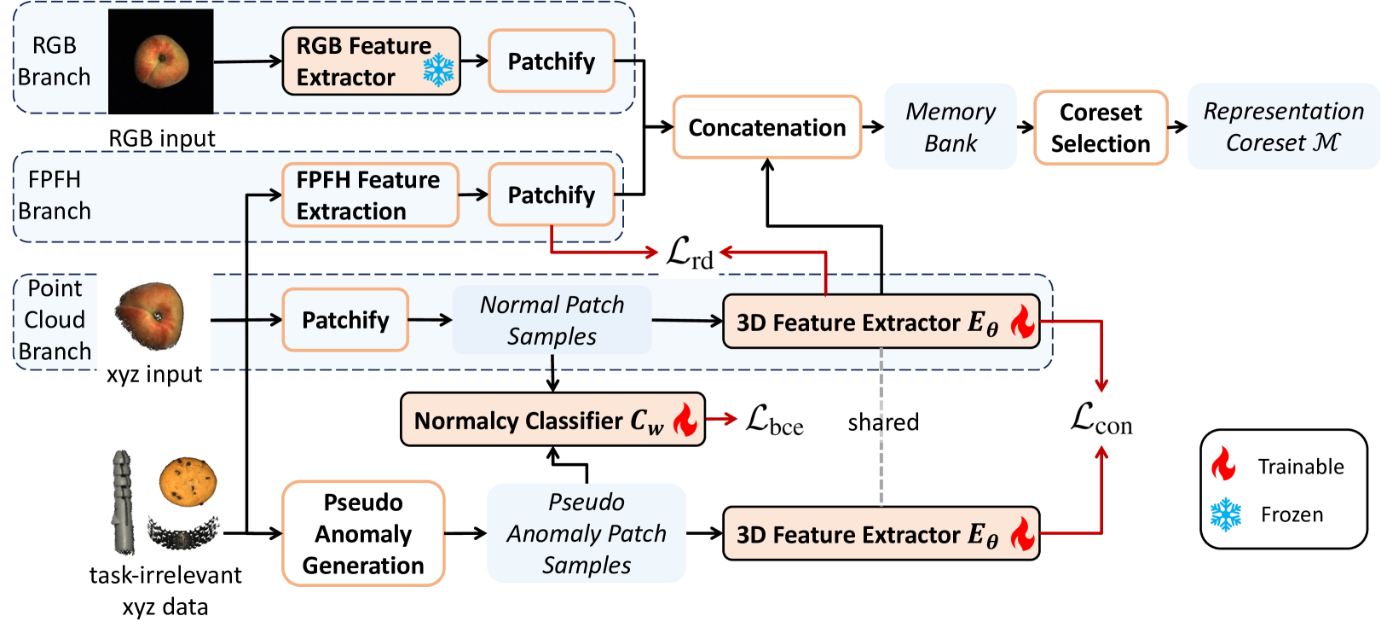 RGB
Branch
RGB input
RGB Feature
Extractor
Patchify
FPFH
Branch
FPFH Feature
Extraction
Patchify
Concatenation
Memory
Bank
Coreset
Selection
Representation
Coreset ℳ
ℒrd
Point
Cloud
Branch
xyz input
Patchify
Normal Patch
Samples
3D Feature Extractor Eθ
Normalcy Classifier Cw
ℒbce
shared
ℒcon
task-irrelevant
xyz data
Pseudo
Anomaly
Generation
Pseudo
Anomaly Patch
Samples
3D Feature Extractor Eθ
Trainable
Frozen